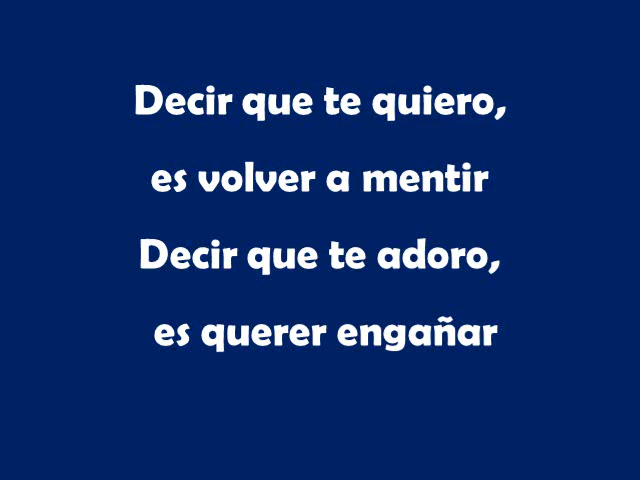 Decir que te quiero,
es volver a mentir
Decir que te adoro,
es querer engañar